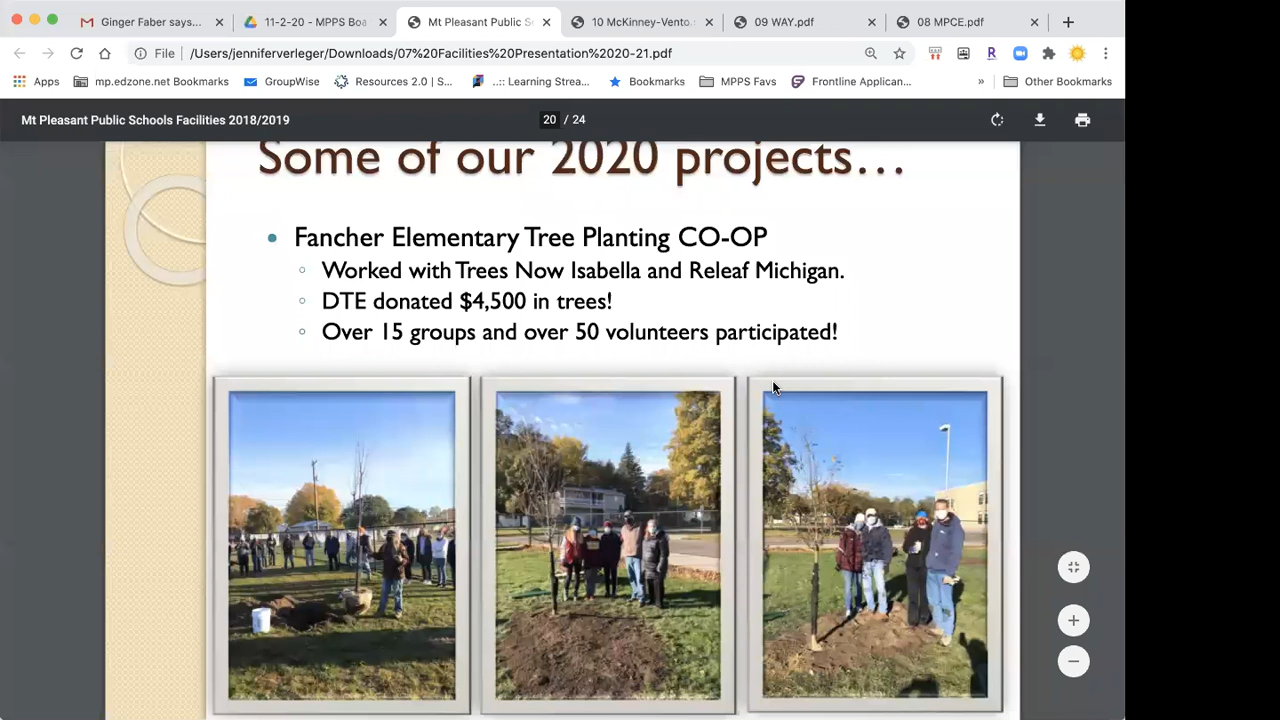 Ginger Faber says...
11-2-20 - MPPS Boa
Mt Pleasant Public S
10 McKinney-Vento.
09 WAY.pdf
08 MPCE.pdf
File
/Users/jenniferverleger/Downloads/07%20Facilities%20Presentation%2020-21.pdf
Apps
mp.edzone.net Bookmarks
GroupWise
Resources 2.0 | S...
..:: Learning Strea...
Bookmarks
MPPS Favs
Frontline Applican...
»
Other Bookmarks
Mt Pleasant Public Schools Facilities 2018/2019
20 / 24
Some of our 2020 projects…
• Fancher Elementary Tree Planting CO-OP
◦ Worked with Trees Now Isabella and Releaf Michigan.
◦ DTE donated $4,500 in trees!
◦ Over 15 groups and over 50 volunteers participated!